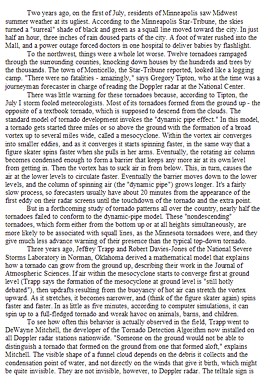 Two years ago, on the first of July, residents of Minneapolis saw Midwest
summer weather at its ugliest. According to the Minneapolis Star-Tribune, the skies
turned a "surreal" shade of black and green as a squall line moved toward the city. In just
half an hour, three inches of rain doused parts of the city. A foot of water rushed into the
Mall, and a power outage forced doctors in one hospital to deliver babies by flashlight.
To the northwest, things were a whole lot worse. Twelve tornadoes rampaged
through the surrounding counties, knocking down houses by the hundreds and trees by
the thousands. The town of Monticello, the Star-Tribune reported, looked like a logging
camp. "There were no fatalities - amazingly," says Gregory Tipton, who at the time was a
journeyman forecaster in charge of reading the Doppler radar at the National Center.
There was little warning for these tornadoes because, according to Tipton, the
July 1 storm fooled meteorologists. Most of its tornadoes formed from the ground up - the
opposite of a textbook tornado, which is supposed to descend from the clouds. The
standard model of tornado development invokes the "dynamic pipe effect." In this model,
a tornado gets started three miles or so above the ground with the formation of a broad
vortex up to several miles wide, called a mesocyclone. Within the vortex air converges
into smaller eddies, and as it converges it starts spinning faster, in the same way that a
figure skater spins faster when she pulls in her arms. Eventually, the rotating air column
becomes condensed enough to form a barrier that keeps any more air at its own level
from getting in. Then the vortex has to suck air in from below. This, in turn, causes the
air at the lower levels to circulate faster. Eventually the barrier moves down to the lower
levels, and the column of spinning air (the "dynamic pipe") grows longer. It's a fairly
slow process, so forecasters usually have about 20 minutes from the appearance of the
first eddy on their radar screens until the touchdown of the tornado and the extra point.
But in a forthcoming study of tornado patterns all over the country, nearly half the
tornadoes failed to conform to the dynamic-pipe model. These "nondescending"
tornadoes, which form either from the bottom up or at all heights simultaneously, are
more likely to be associated with squall lines, as the Minnesota tornadoes were, and they
give much less advance warning of their presence than the typical top-down tornado.
Three years ago, Jeffrey Trapp and Robert Davies-Jones of the National Severe
Storms Laboratory in Norman, Oklahoma derived a mathematical model that explains
how a tornado can grow from the ground up, describing their work in the Journal of
Atmospheric Sciences. If air within the mesocyclone starts to converge first at ground
level (Trapp says the formation of the mesocyclone at ground level is "still hotly
debated"), then updrafts resulting from the buoyancy of hot air can stretch the vortex
upward. As it stretches, it becomes narrower, and (think of the figure skater again) spins
faster and faster. In as little as five minutes, according to computer simulations, it can
spin up to a full-fledged tornado and wreak havoc on animals, barns, and children.
To see how often this behavior is actually observed in the field, Trapp went to
DeWayne Mitchell, the developer of the Tornado Detection Algorithm now installed on
all Doppler radar stations nationwide. "Someone on the ground would not be able to
distinguish a tornado that formed on the ground from one that formed aloft," explains
Mitchell. The visible shape of a funnel cloud depends on the debris it collects and the
condensation point of water, and not directly on the winds that give it birth, which might
be quite invisible. They are not invisible, however, to Doppler radar. The telltale sign is